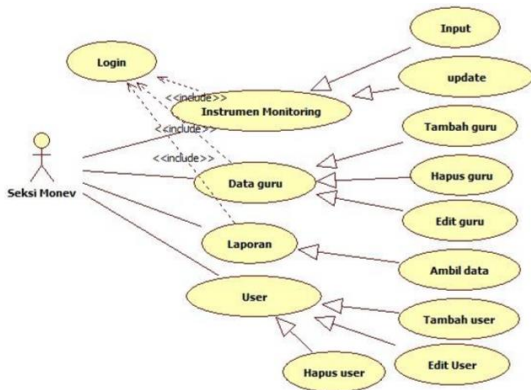 Input
Login
update
<<include>>
Instrumen Monitoring
Tambah guru
<<include>>
<<include>>
Hapus guru
Data guru
Seksi Monev
Edit guru
Laporan
Ambil data
User
Tambah user
Edit User
Hapus user